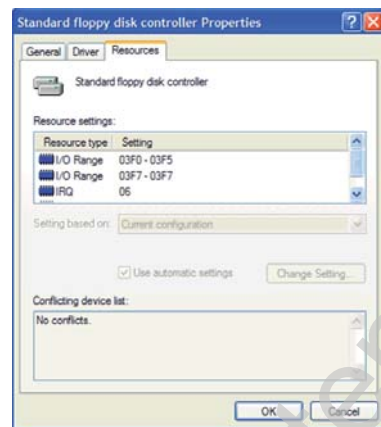 Standard floppy disk controller Properties
General Driver Resources
Standard floppy disk controller
Resource settings:
Resource type Setting
I/O Range 03F0 - 03F5
I/O Range 03F7 - 03F7
IRQ 06
Setting based on: Current configuration
Use automatic settings Change Setting...
Conflicting device list:
No conflicts.
OK Cancel